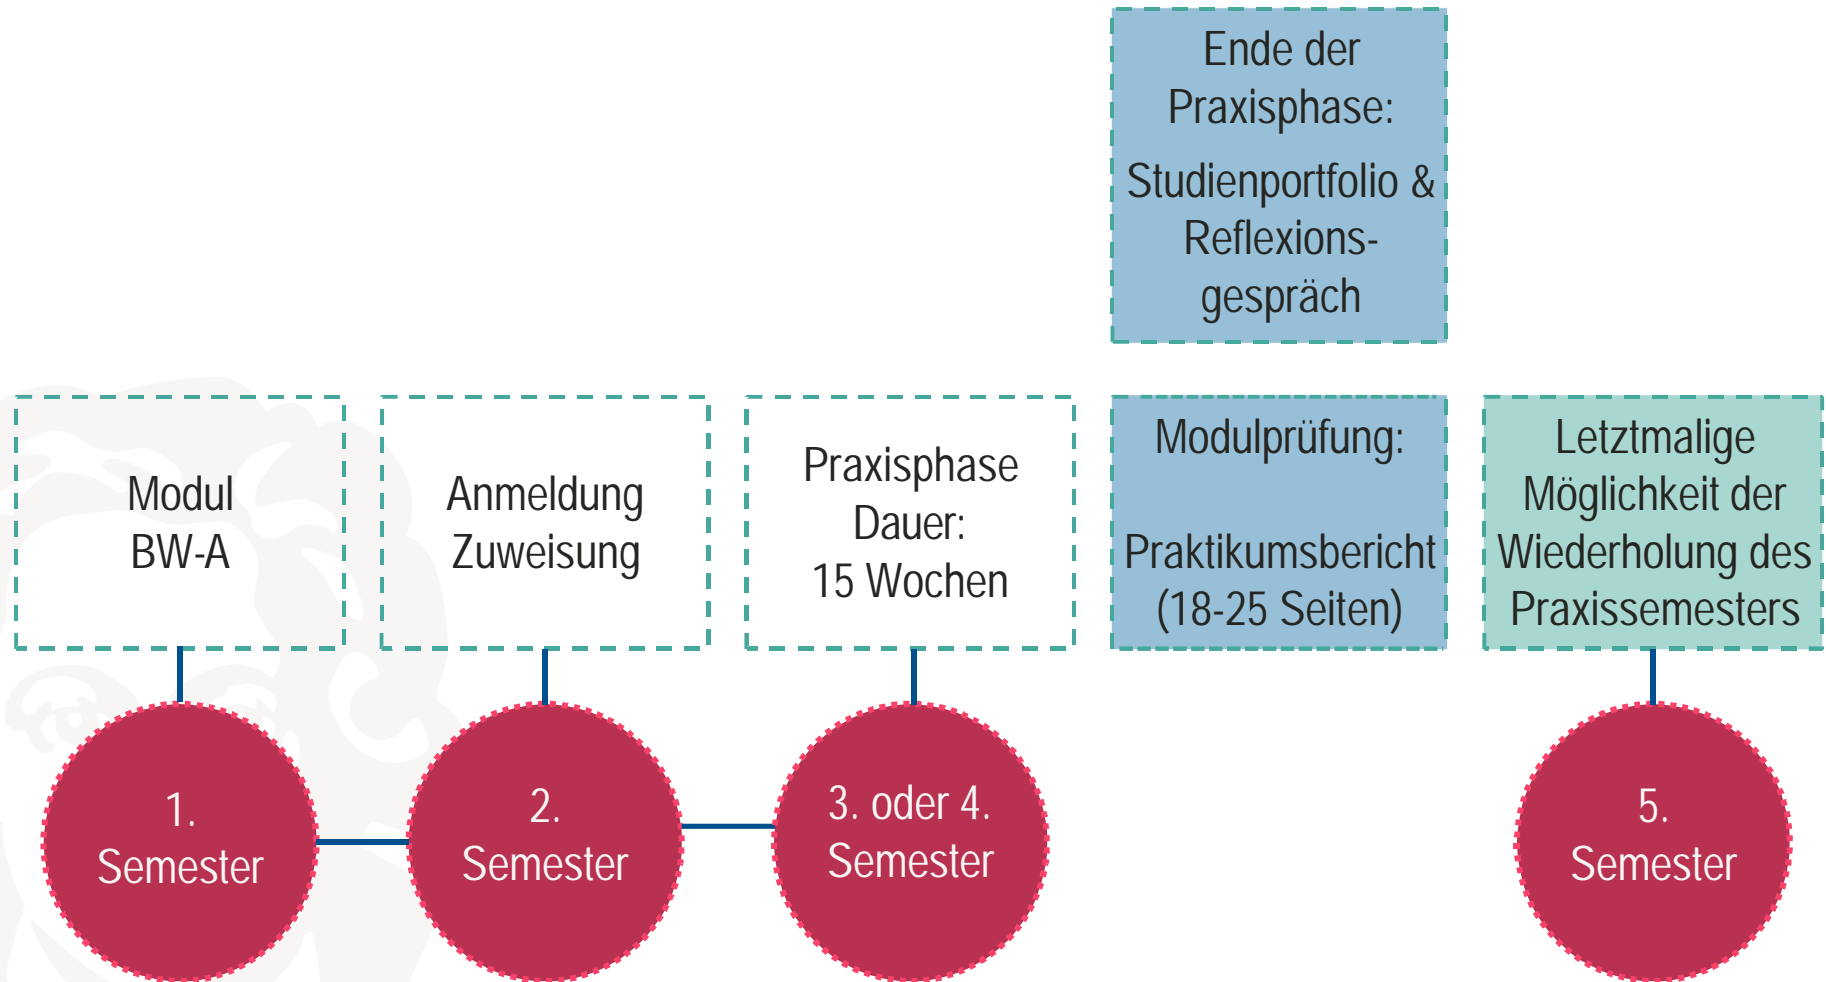 Ende der
Praxisphase:
Studienportfolio &
Reflexions-
gespräch
Modul
BW-A
Anmeldung
Zuweisung
Praxisphase
Dauer:
15 Wochen
Modulprüfung:
Praktikumsbericht
(18-25 Seiten)
Letztmalige
Möglichkeit der
Wiederholung des
Praxissemesters
1.
Semester
2.
Semester
3. oder 4.
Semester
5.
Semester